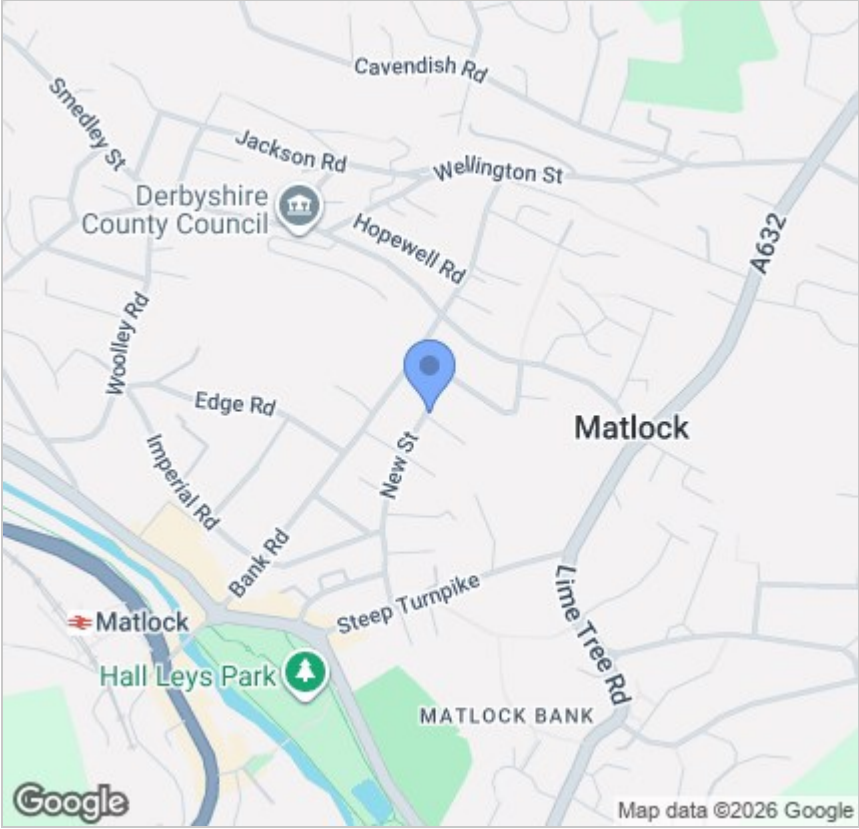 Cavendish Rd
Smedley St
Jackson Rd
Wellington St
Derbyshire
County Council
Hopewell Rd
A632
Woolley Rd
Edge Rd
Matlock
New St
Imperial Rd
Bank Rd
Steep Turnpike
Lime Tree Rd
Matlock
Hall Leys Park
MATLOCK BANK
Google
Map data ©2026 Google